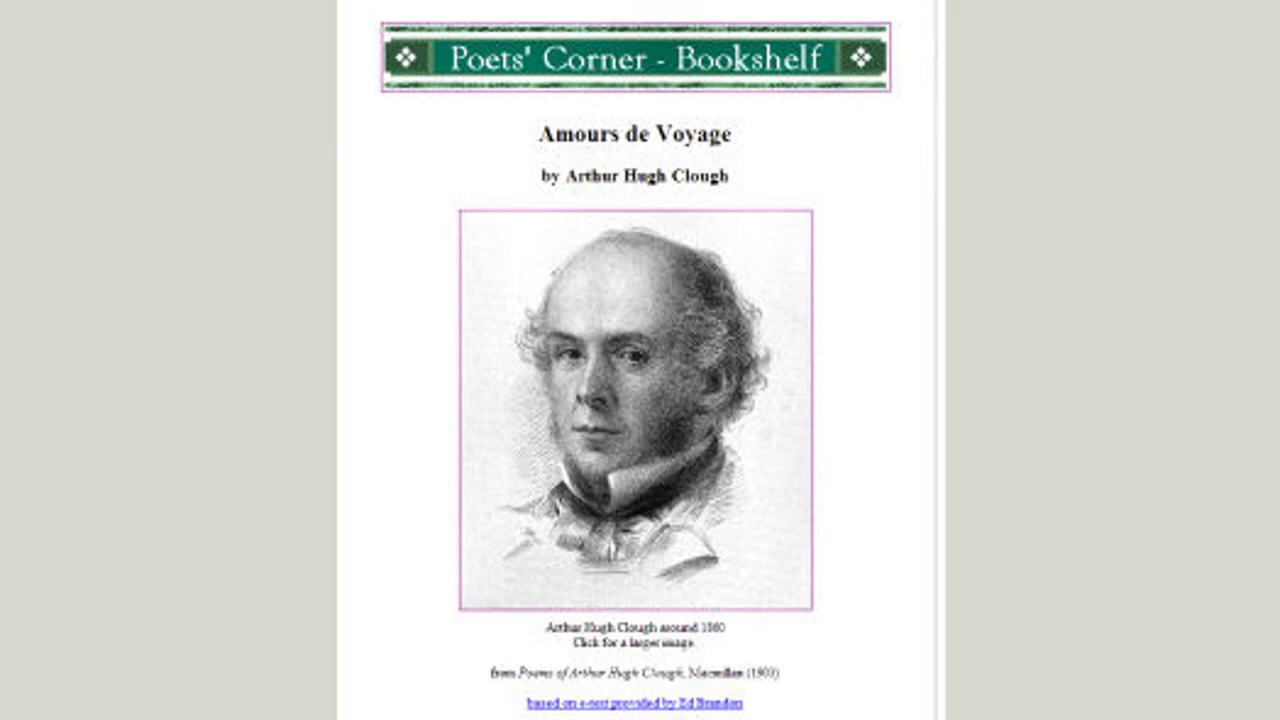 Poets' Corner - Bookshelf
Amours de Voyage
by Arthur Hugh Clough
Arthur Hugh Clough around 1860
Click for a larger image.
from Poems of Arthur Hugh Clough, Macmillan (1903)
based on e-text provided by Ed Brandon